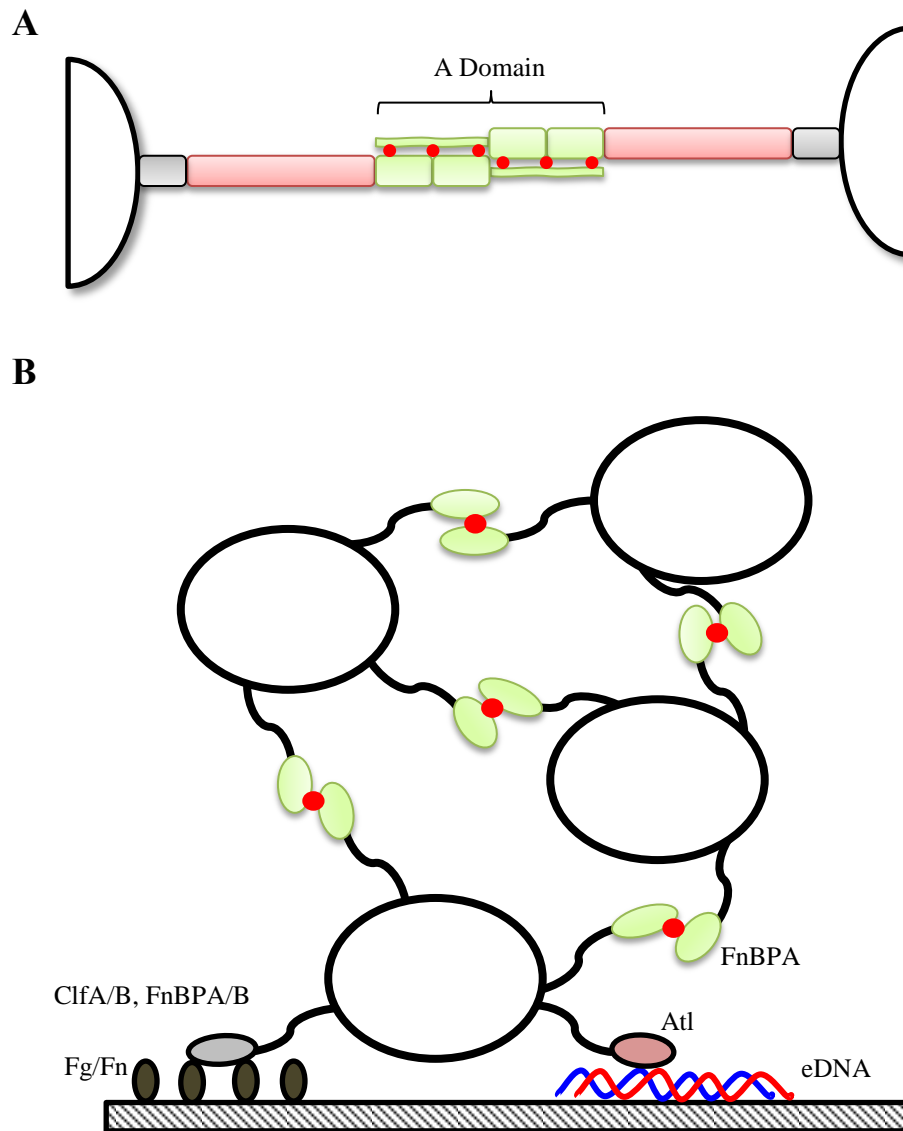 A
A Domain
B
FnBPA
ClfA/B, FnBPA/B
Atl
Fg/Fn
eDNA